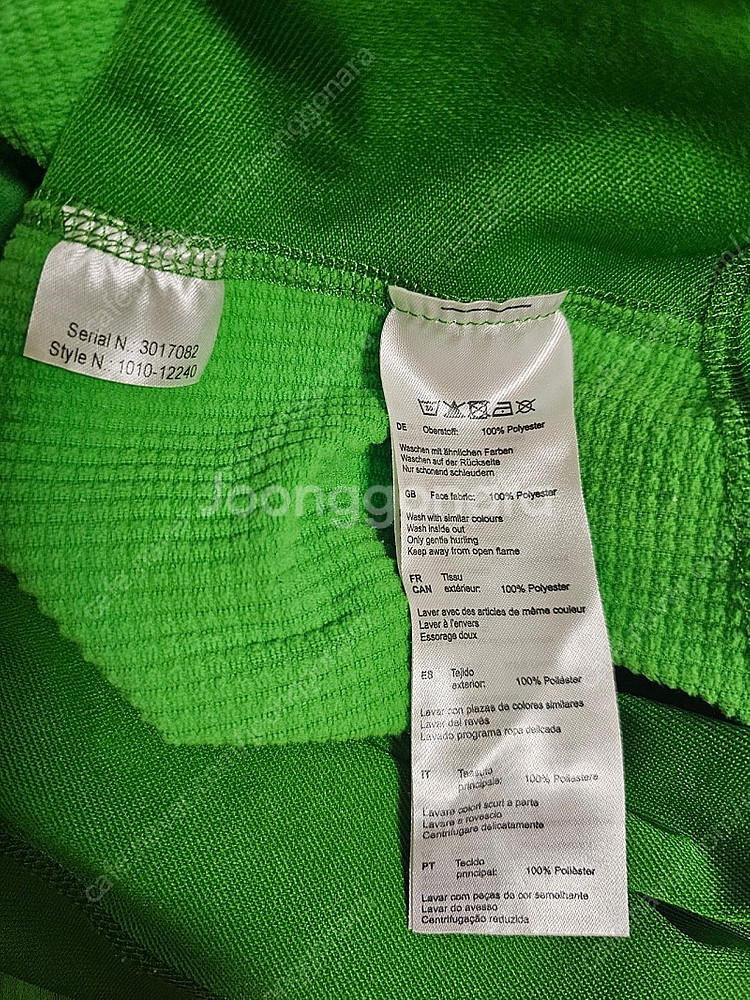 Serial N.: 3017082
Style N.: 1010-12240
DE Oberstoff: 100% Polyester
Waschen mit ähnlichen Farben
Waschen auf der Rückseite
Nur schonend schleudern
GB Face fabric: 100% Polyester
Wash with similar colours
Wash inside out
Only gentle hurling
Keep away from open flame
FR Tissu
CAN extérieur: 100% Polyester
Laver avec des articles de même couleur
Laver à l'envers
Essorage doux
ES Tejido
exterior: 100% Poliéster
Lavar con piezas de colores similares
Lavar del revés
Lavado programa ropa delicada
IT Tessuto
principale: 100% Poliestere
Lavare colori scuri a parte
Lavare a rovescio
Centrifugare delicatamente
PT Tecido
principal: 100% Poliéster
Lavar com peças de cor semelhante
Lavar do avesso
Centrifugação reduzida
Joonggonara